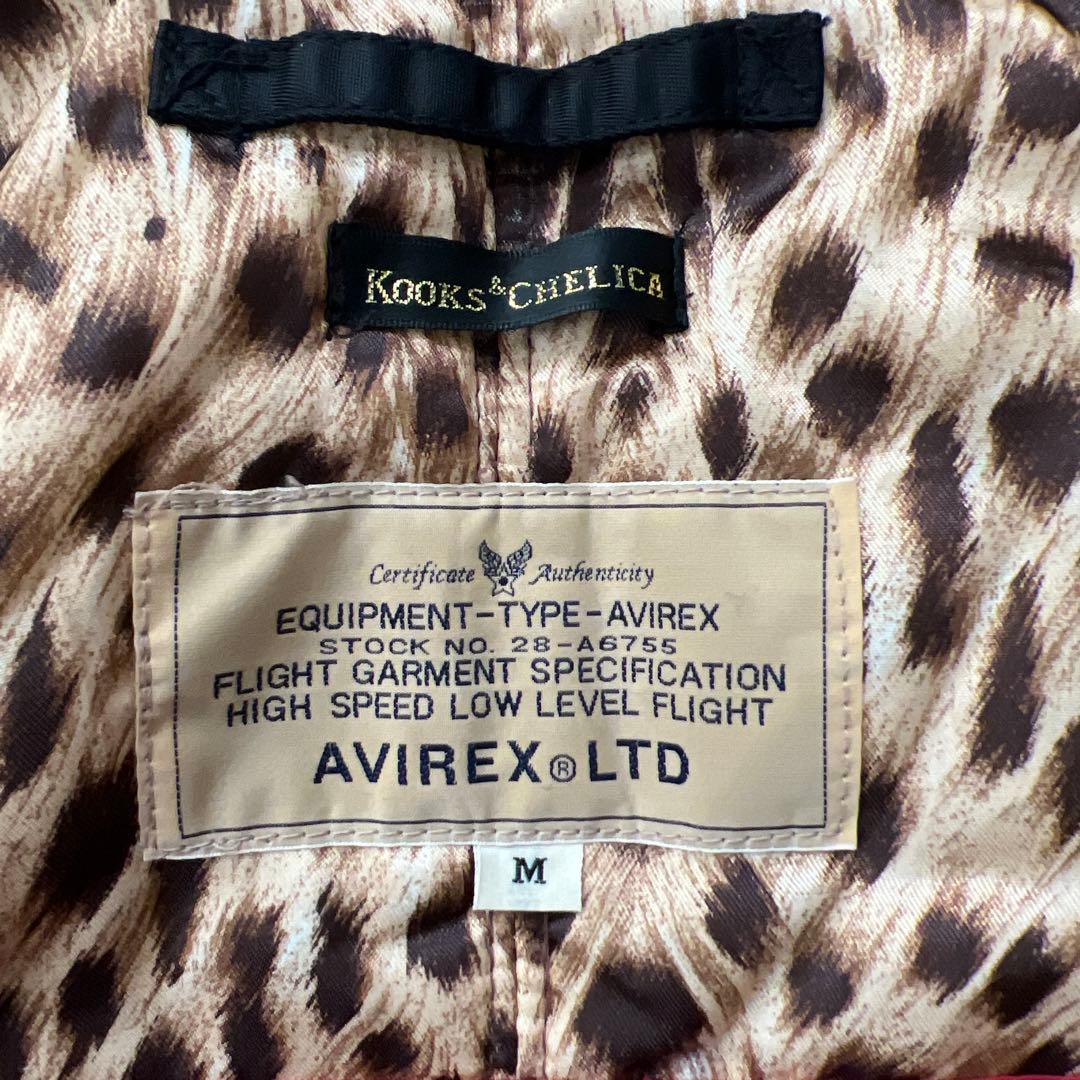 KOOKS & CHELICA
Certificate Authenticity
EQUIPMENT-TYPE-AVIREX
STOCK NO. 28-A6755
FLIGHT GARMENT SPECIFICATION
HIGH SPEED LOW LEVEL FLIGHT
AVIREX® LTD
M